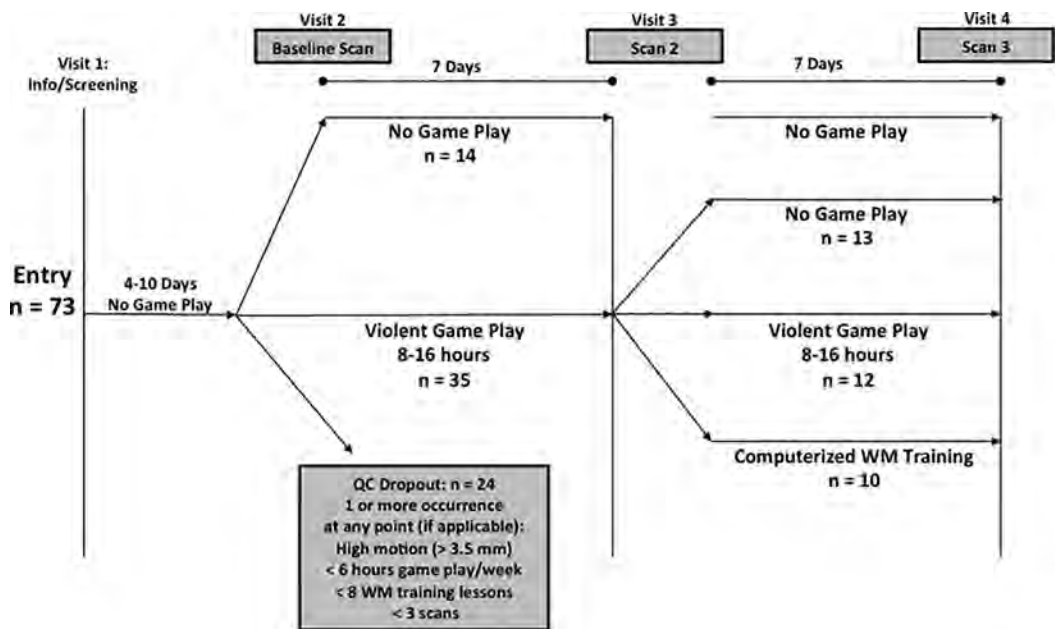 Visit 2
Baseline Scan
Visit 3
Scan 2
Visit 4
Scan 3
Visit 1:
Info/Screening
7 Days
7 Days
No Game Play
n = 14
No Game Play
No Game Play
n = 13
Entry
n = 73
4-10 Days
No Game Play
Violent Game Play
8-16 hours
n = 35
Violent Game Play
8-16 hours
n = 12
Computerized WM Training
n = 10
QC Dropout: n = 24
1 or more occurrence
at any point (if applicable):
High motion (> 3.5 mm)
< 6 hours game play/week
< 8 WM training lessons
< 3 scans